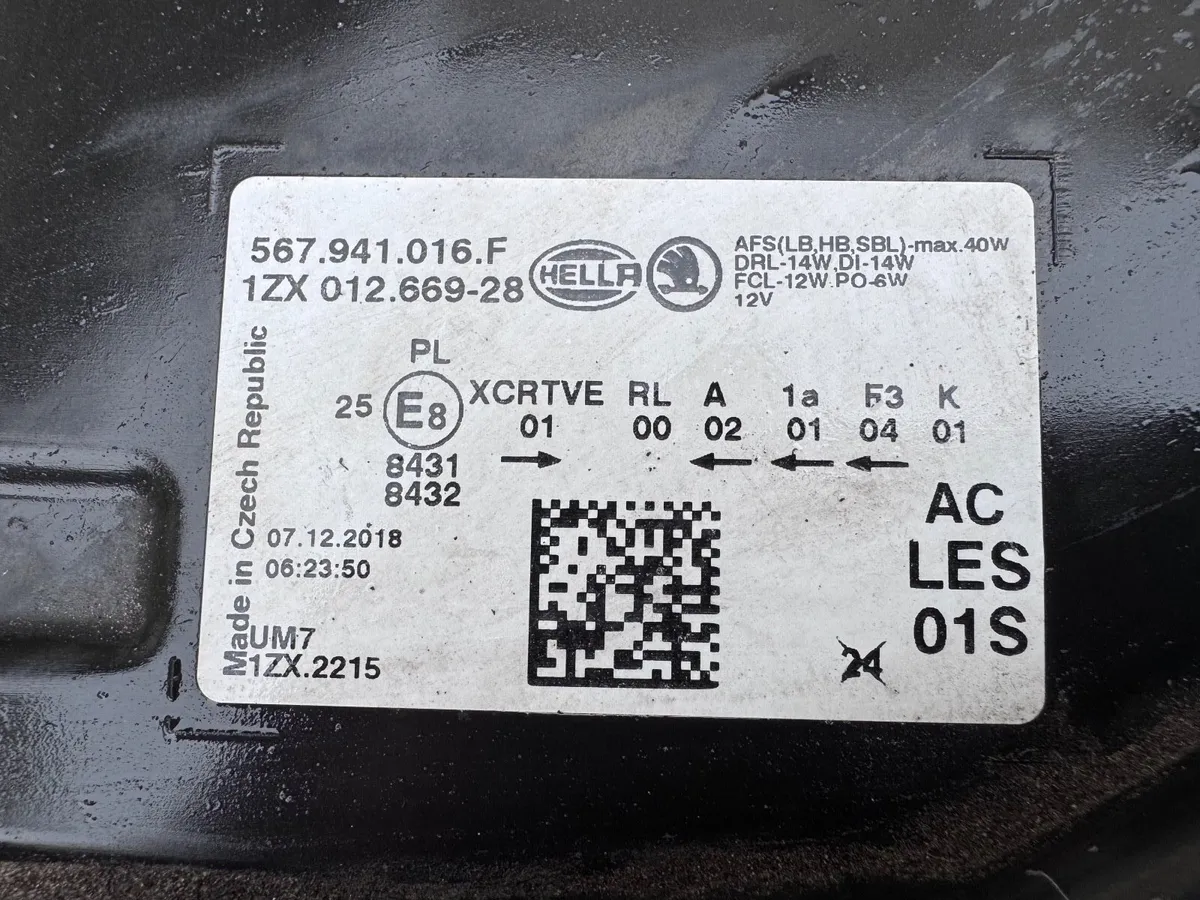 567.941.016.F
1ZX 012.669-28
HELLA
AFS(LB,HB,SBL)-max.40W
DRL-14W,DI-14W
FCL-12W,PO-6W
12V
Made in Czech Republic
PL
25 E8 XCRTVE RL A 1a F3 K
01 00 02 01 04 01
8431
8432
07.12.2018
06:23:50
UM7
1ZX.2215
AC
LES
01S
24